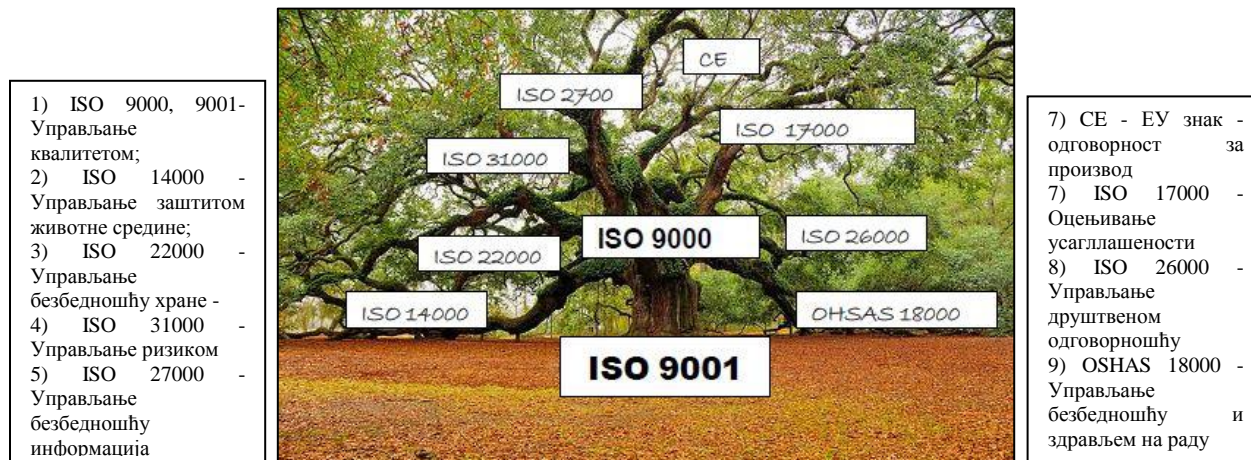 1) ISO 9000, 9001-
Управљање
квалитетом;
2) ISO 14000 -
Управљање заштитом
животне средине;
3) ISO 22000 -
Управљање
безбедношћу хране -
4) ISO 31000 -
Управљање ризиком
5) ISO 27000 -
Управљање
безбедношћу
информација
CE
ISO 2700
ISO 17000
ISO 31000
ISO 9000
ISO 26000
ISO 22000
ISO 14000
OHSAS 18000
ISO 9001
7) CE - ЕУ знак -
одговорност за
производ
7) ISO 17000 -
Оцењивање
усагллашености
8) ISO 26000 -
Управљање
друштвеном
одговорношћу
9) OSHAS 18000 -
Управљање
безбедношћу и
здрављем на раду